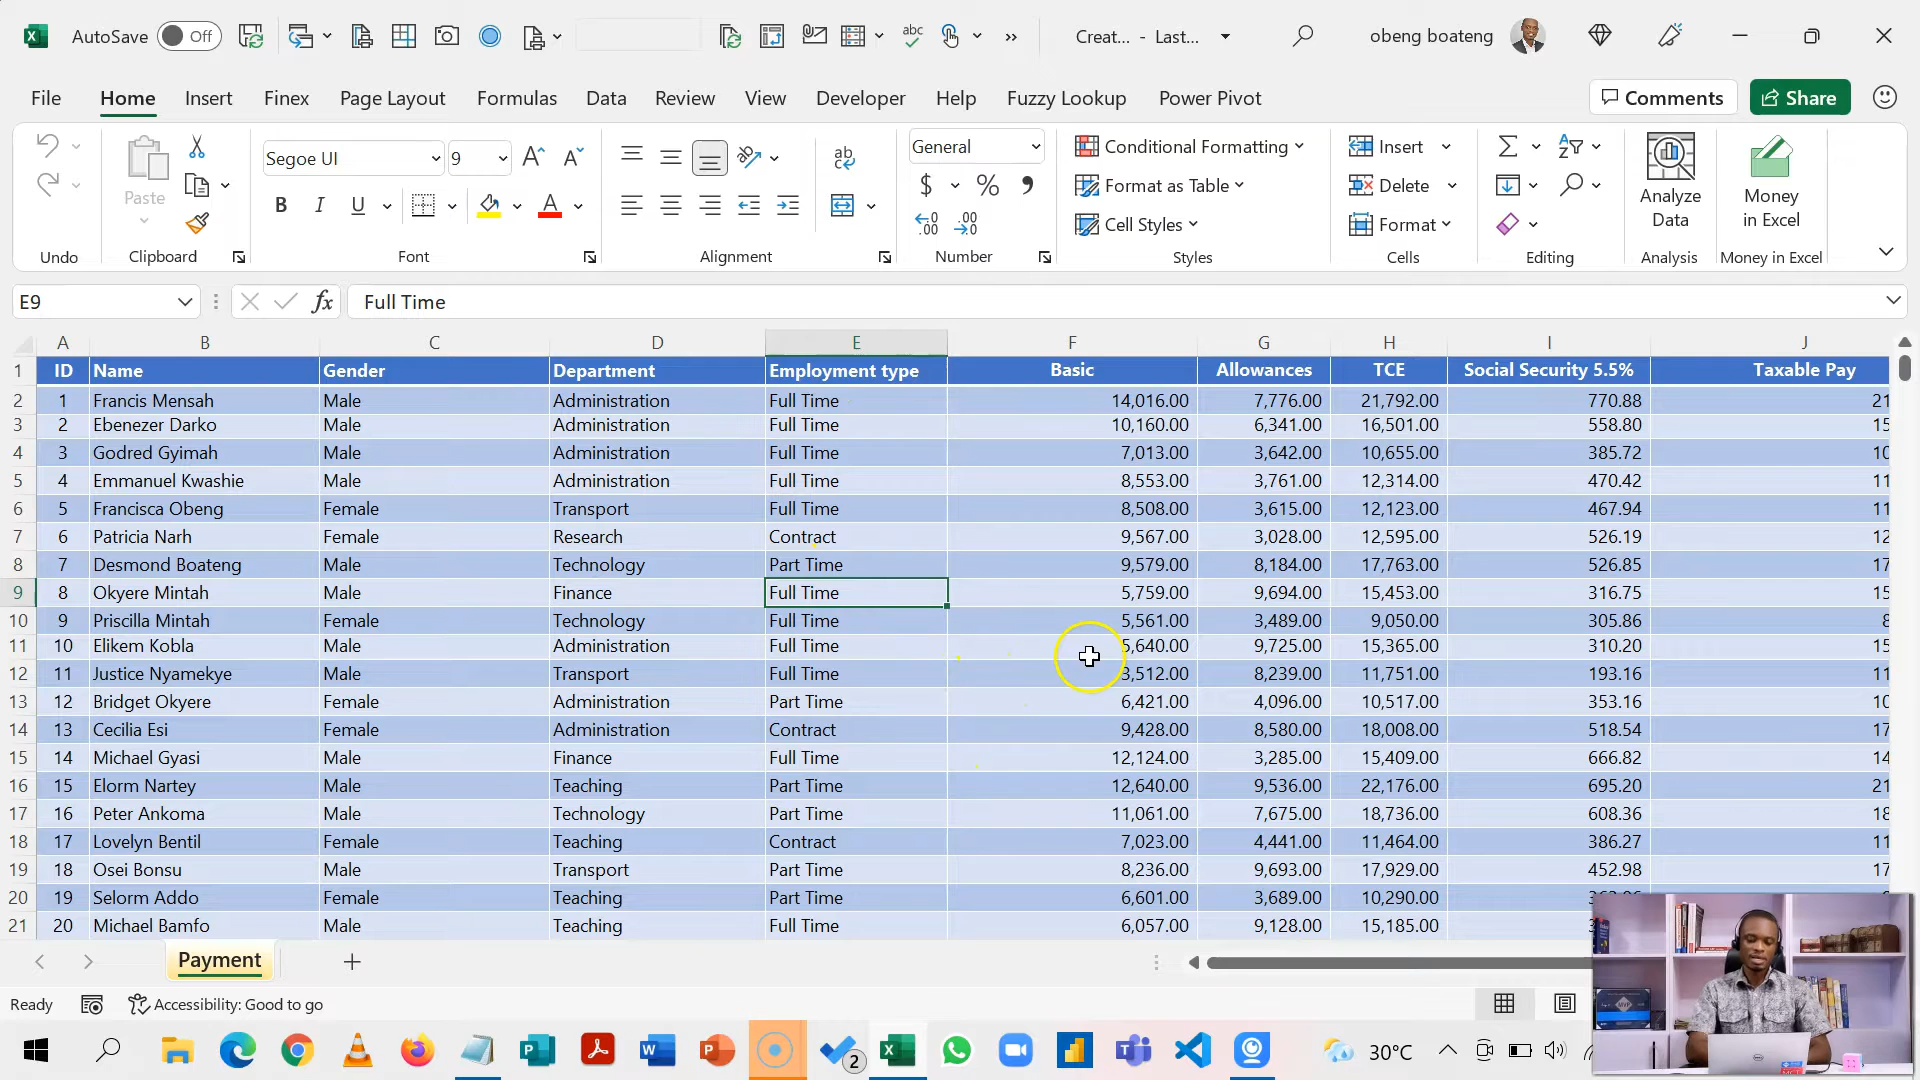 AutoSave Off Creat... - Last... obeng boateng
File Home Insert Finex Page Layout Formulas Data Review View Developer Help Fuzzy Lookup Power Pivot Comments Share
Segoe UI 9 General Conditional Formatting Insert
Paste Format as Table Delete Analyze Data Money in Excel
B I U $ % Cell Styles Format
Undo Clipboard Font Alignment Number Styles Cells Editing Analysis Money in Excel
E9 fx Full Time
A B C D E F G H I J
1 ID Name Gender Department Employment type Basic Allowances TCE Social Security 5.5% Taxable Pay
2 1 Francis Mensah Male Administration Full Time 14,016.00 7,776.00 21,792.00 770.88 21
3 2 Ebenezer Darko Male Administration Full Time 10,160.00 6,341.00 16,501.00 558.80 15
4 3 Godred Gyimah Male Administration Full Time 7,013.00 3,642.00 10,655.00 385.72 10
5 4 Emmanuel Kwashie Male Administration Full Time 8,553.00 3,761.00 12,314.00 470.42 11
6 5 Francisca Obeng Female Transport Full Time 8,508.00 3,615.00 12,123.00 467.94 11
7 6 Patricia Narh Female Research Contract 9,567.00 3,028.00 12,595.00 526.19 12
8 7 Desmond Boateng Male Technology Part Time 9,579.00 8,184.00 17,763.00 526.85 17
9 8 Okyere Mintah Male Finance Full Time 5,759.00 9,694.00 15,453.00 316.75 15
10 9 Priscilla Mintah Female Technology Full Time 5,561.00 3,489.00 9,050.00 305.86 8
11 10 Elikem Kobla Male Administration Full Time 5,640.00 9,725.00 15,365.00 310.20 15
12 11 Justice Nyamekye Male Transport Full Time 3,512.00 8,239.00 11,751.00 193.16 11
13 12 Bridget Okyere Female Administration Part Time 6,421.00 4,096.00 10,517.00 353.16 10
14 13 Cecilia Esi Female Administration Contract 9,428.00 8,580.00 18,008.00 518.54 17
15 14 Michael Gyasi Male Finance Full Time 12,124.00 3,285.00 15,409.00 666.82 14
16 15 Elorm Nartey Male Teaching Part Time 12,640.00 9,536.00 22,176.00 695.20 21
17 16 Peter Ankoma Male Technology Part Time 11,061.00 7,675.00 18,736.00 608.36 18
18 17 Lovelyn Bentil Female Teaching Contract 7,023.00 4,441.00 11,464.00 386.27 11
19 18 Osei Bonsu Male Transport Part Time 8,236.00 9,693.00 17,929.00 452.98 17
20 19 Selorm Addo Female Teaching Part Time 6,601.00 3,689.00 10,290.00
21 20 Michael Bamfo Male Teaching Full Time 6,057.00 9,128.00 15,185.00
Payment
Ready Accessibility: Good to go
2 30°C